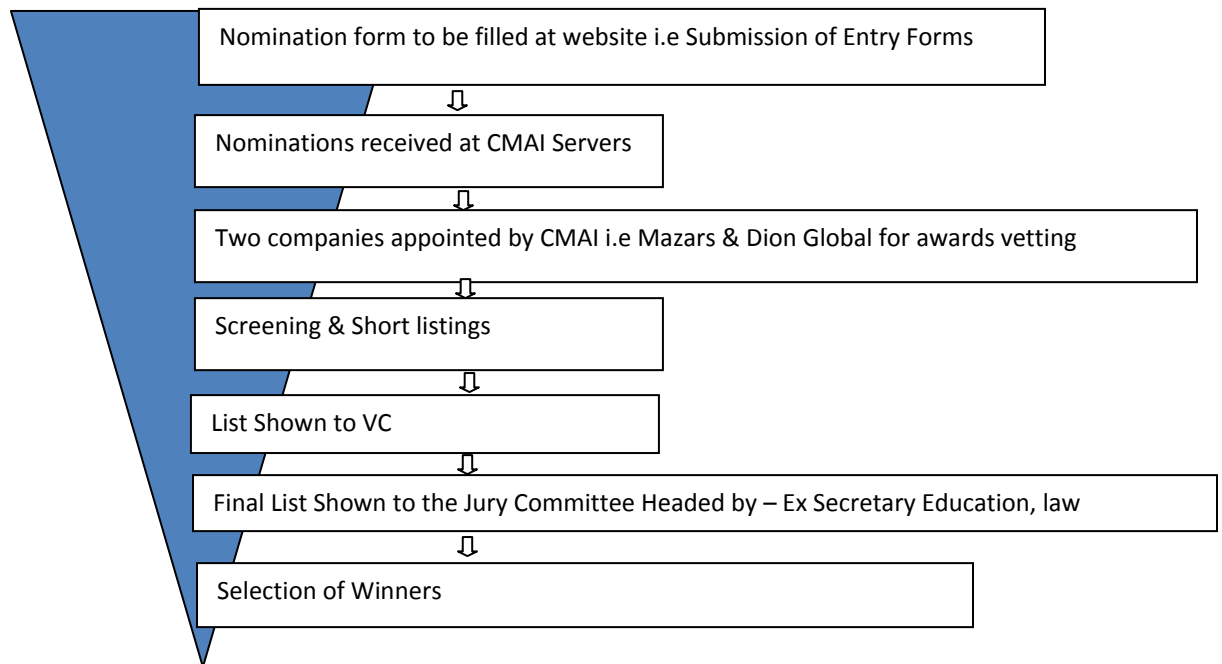 Nomination form to be filled at website i.e Submission of Entry Forms
Nominations received at CMAI Servers
Two companies appointed by CMAI i.e Mazars & Dion Global for awards vetting
Screening & Short listings
List Shown to VC
Final List Shown to the Jury Committee Headed by – Ex Secretary Education, law
Selection of Winners